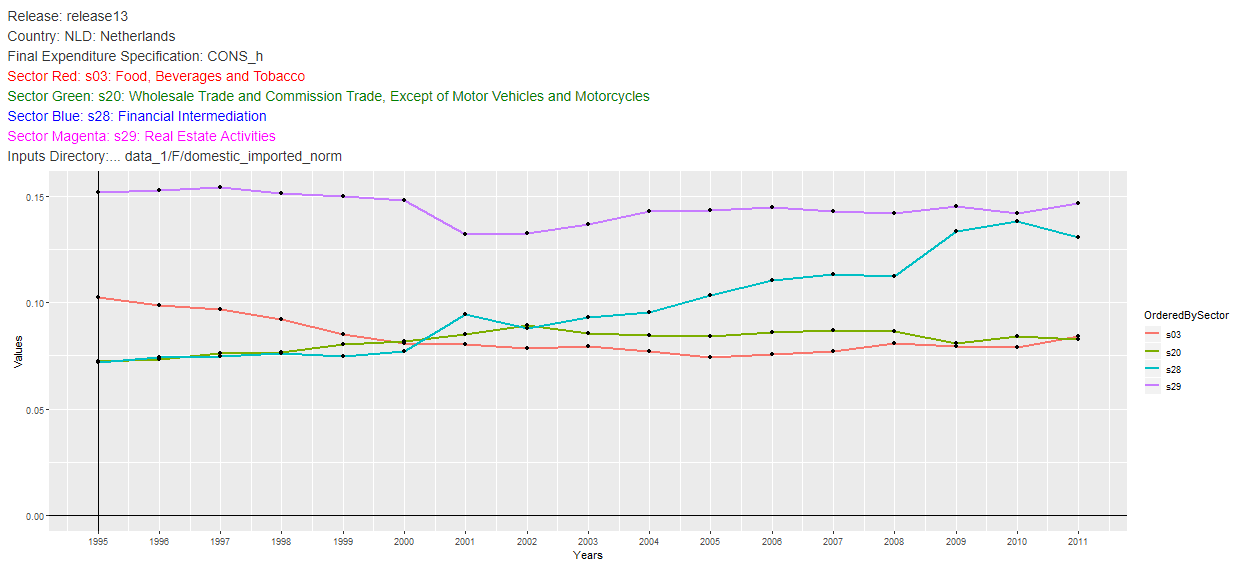 Release: release13
Country: NLD: Netherlands
Final Expenditure Specification: CONS_h
Sector Red: s03: Food, Beverages and Tobacco
Sector Green: s20: Wholesale Trade and Commission Trade, Except of Motor Vehicles and Motorcycles
Sector Blue: s28: Financial Intermediation
Sector Magenta: s29: Real Estate Activities
Inputs Directory:... data_1/F/domestic_imported_norm
0.15
0.10
0.05
0.00
Values
1995 1996 1997 1998 1999 2000 2001 2002 2003 2004 2005 2006 2007 2008 2009 2010 2011
Years
OrderedBySector
s03
s20
s28
s29